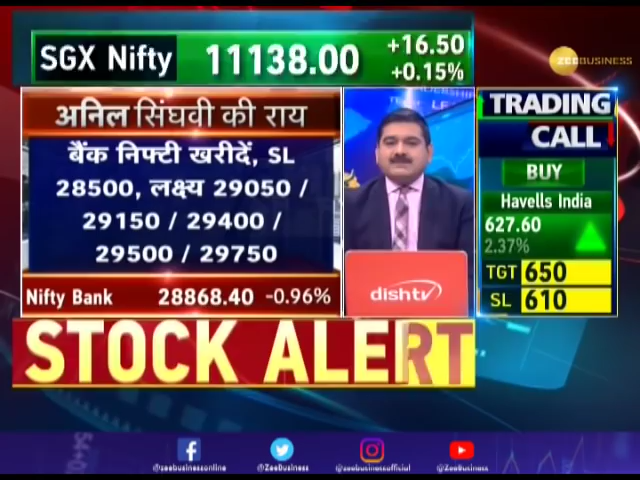 SGX Nifty 11138.00 +16.50 +0.15%
ZEEBUSINESS
अनिल सिंघवी की राय
बैंक निफ्टी खरीदें, SL
28500, लक्ष्य 29050 /
29150 / 29400 /
29500 / 29750
Nifty Bank 28868.40 -0.96%
dishtv
TRADING
CALL
BUY
Havells India
627.60
2.37%
TGT 650
SL 610
STOCK ALERT
@zeebusinessonline @ZeeBusiness @zeebusinessofficial @ZeeBusiness